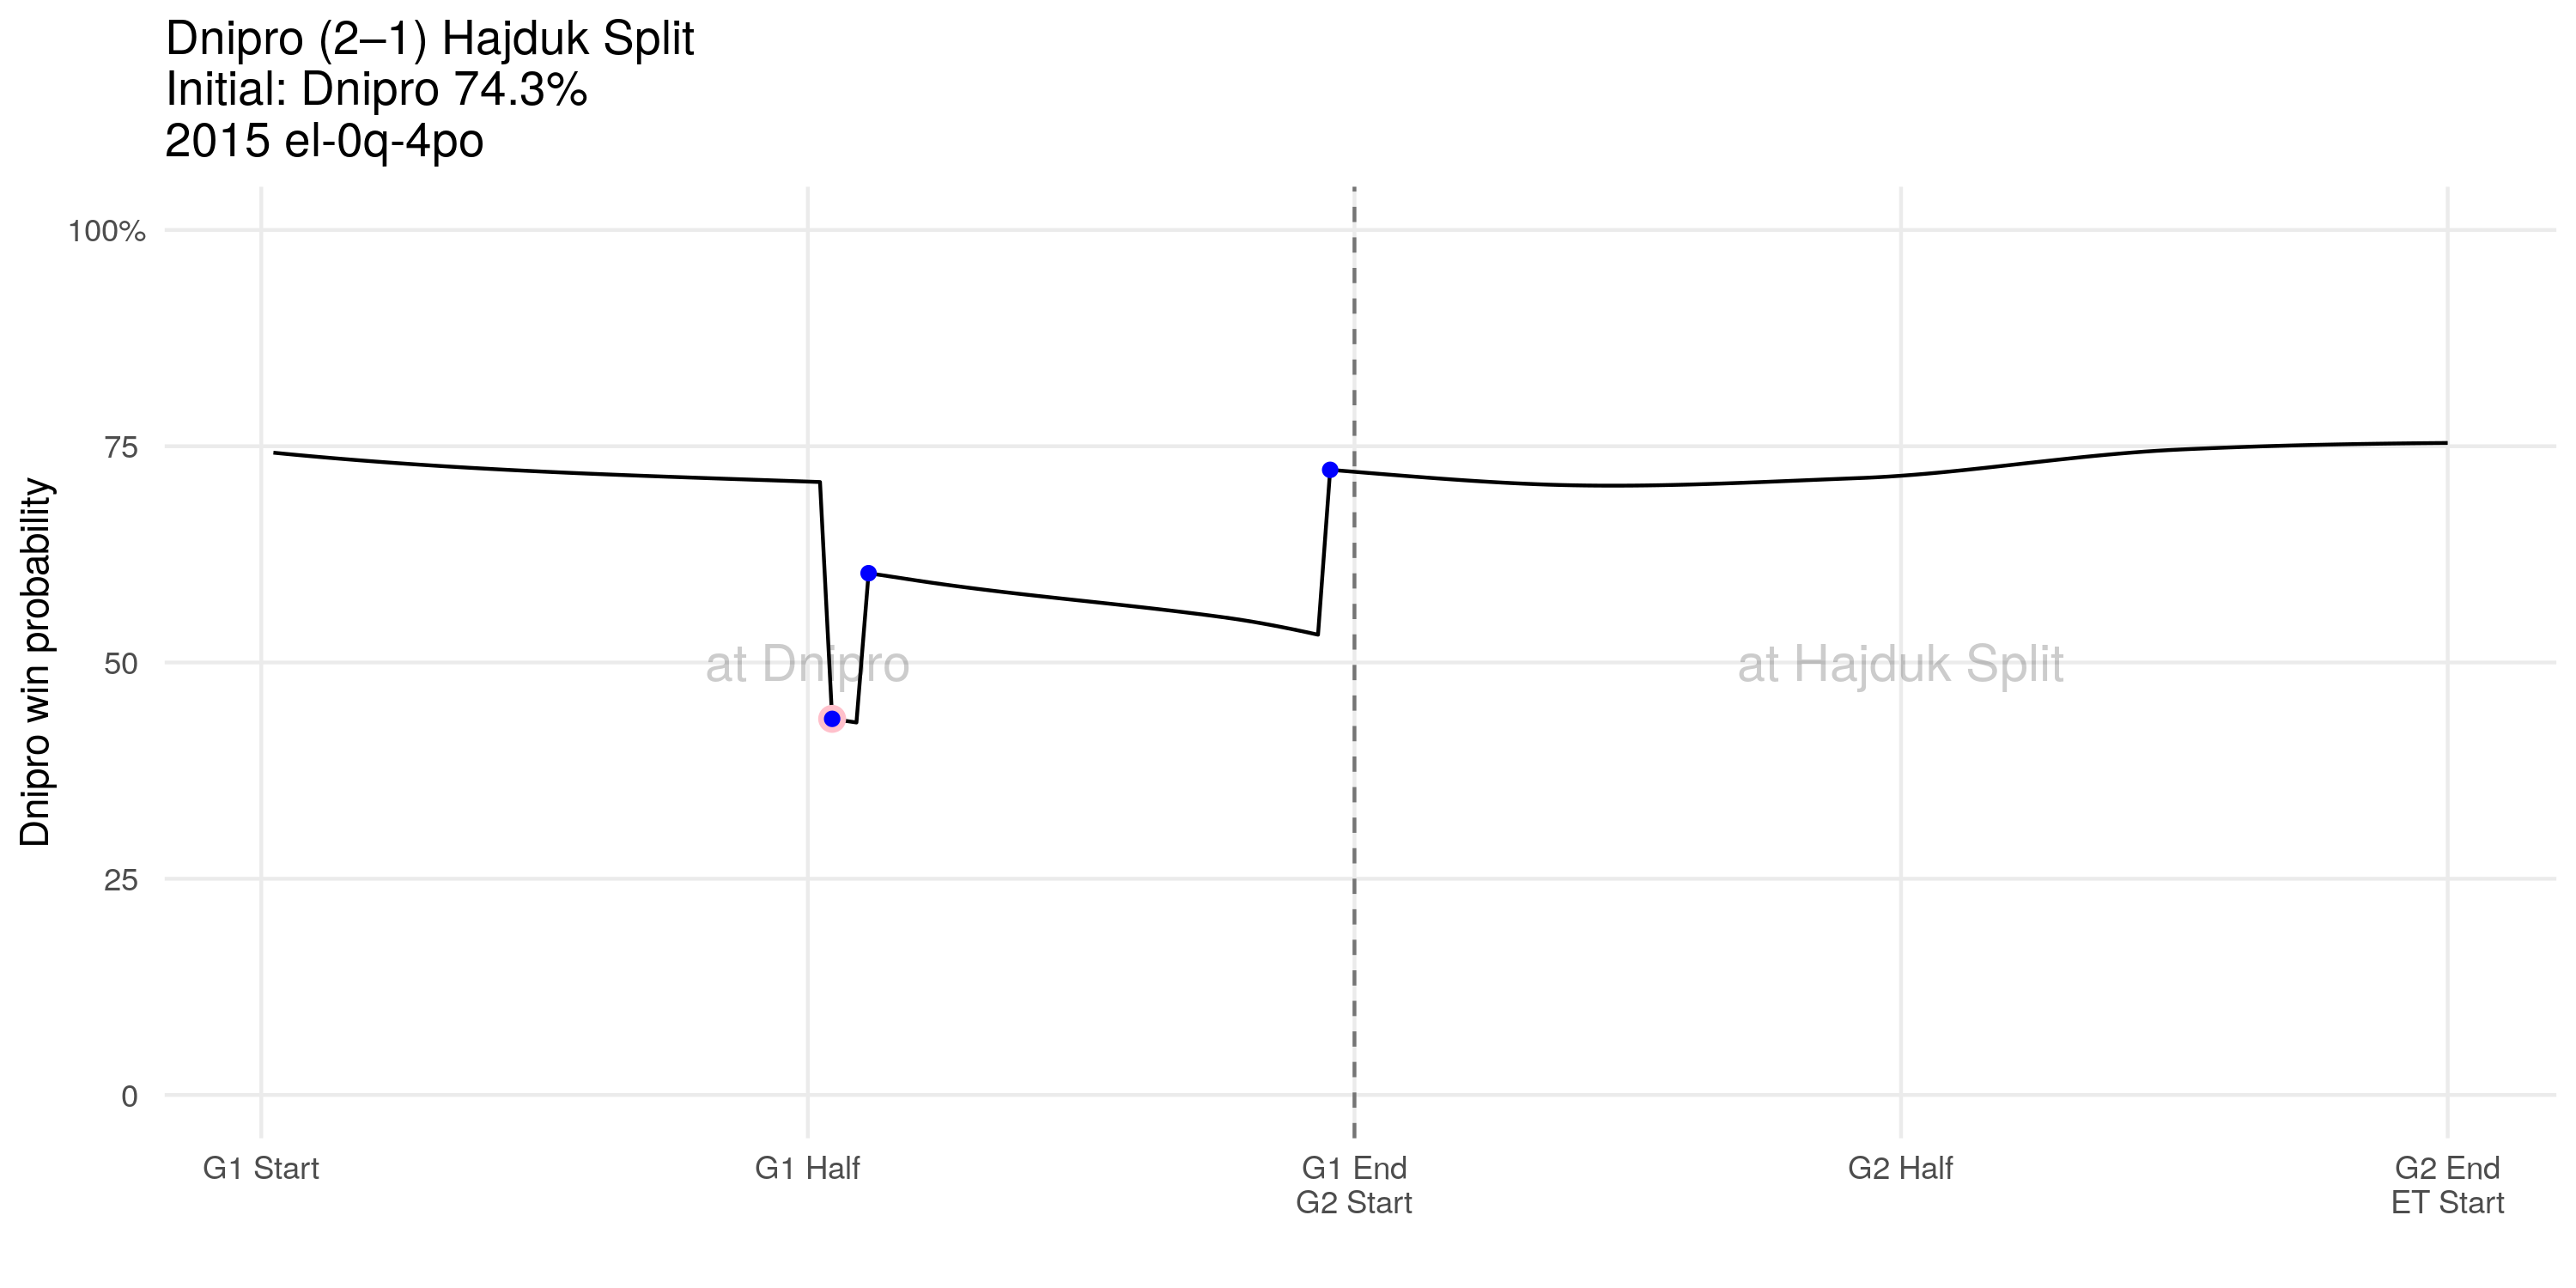 Dnipro (2–1) Hajduk Split
Initial: Dnipro 74.3%
2015 el-0q-4po
Dnipro win probability
100%
75
50
25
0
at Dnipro
at Hajduk Split
G1 Start
G1 Half
G1 End
G2 Start
G2 Half
G2 End
ET Start